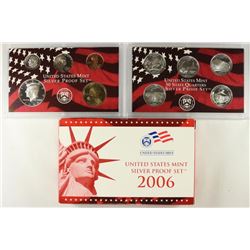 UNITED STATES MINT
SILVER PROOF SET
UNITED STATES MINT
50 STATE QUARTERS
SILVER PROOF SET
UNITED STATES MINT
UNITED STATES MINT
SILVER PROOF SET
2006